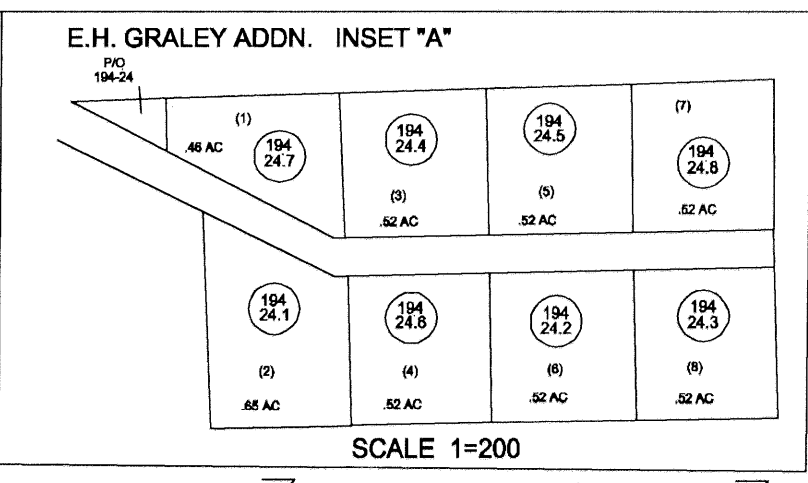 E.H. GRALEY ADDN. INSET "A"
P/O
194-24
(1)
.46 AC
194
24.7
194
24.4
(3)
.52 AC
194
24.5
(5)
.52 AC
(7)
194
24.8
.52 AC
194
24.1
(2)
.65 AC
194
24.6
(4)
.52 AC
194
24.2
(6)
.52 AC
194
24.3
(8)
.52 AC
SCALE 1=200